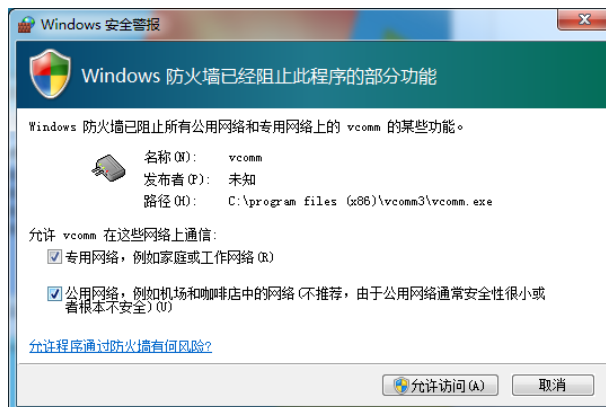 Windows 安全警报
Windows 防火墙已经阻止此程序的部分功能
Windows 防火墙已阻止所有公用网络和专用网络上的 vcomm 的某些功能。
名称(N): vcomm
发布者(P): 未知
路径(H): C:\program files (x86)\vcomm3\vcomm.exe
允许 vcomm 在这些网络上通信:
专用网络，例如家庭或工作网络(R)
公用网络，例如机场和咖啡店中的网络(不推荐，由于公用网络通常安全性很小或
者根本不安全)(U)
允许程序通过防火墙有何风险?
允许访问(A) 取消